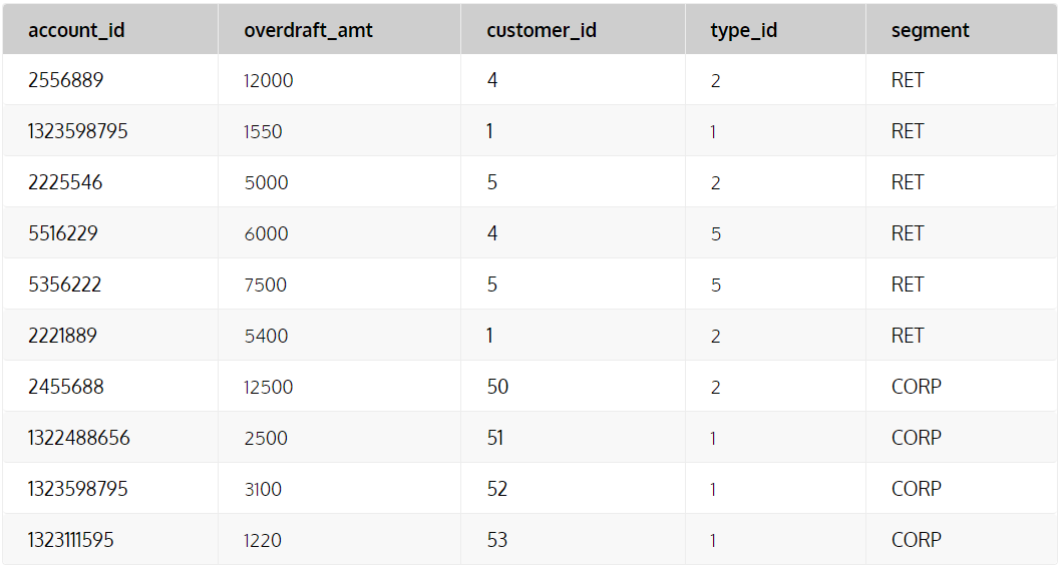 account_id overdraft_amt customer_id type_id segment
2556889 12000 4 2 RET
1323598795 1550 1 1 RET
2225546 5000 5 2 RET
5516229 6000 4 5 RET
5356222 7500 5 5 RET
2221889 5400 1 2 RET
2455688 12500 50 2 CORP
1322488656 2500 51 1 CORP
1323598795 3100 52 1 CORP
1323111595 1220 53 1 CORP